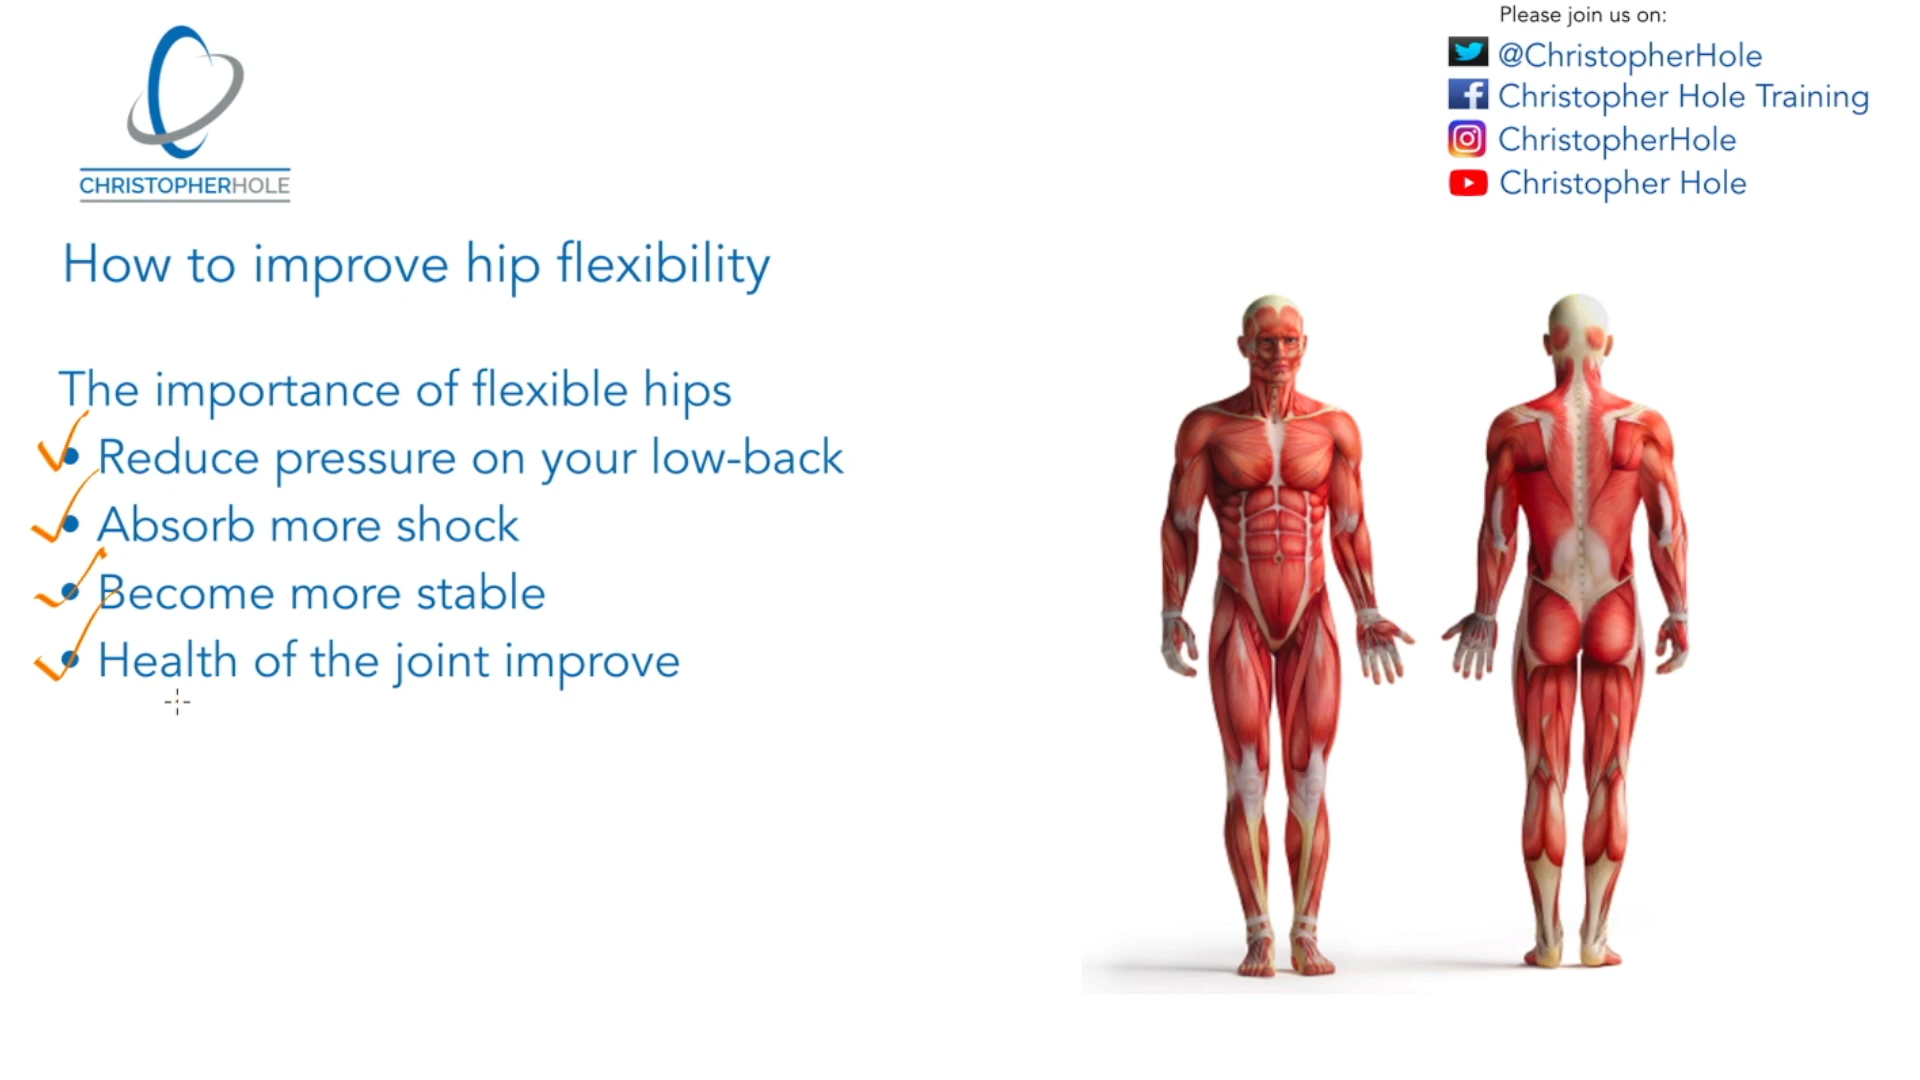 CHRISTOPHERHOLE
Please join us on:
@ChristopherHole
Christopher Hole Training
ChristopherHole
Christopher Hole
How to improve hip flexibility
The importance of flexible hips
• Reduce pressure on your low-back
• Absorb more shock
• Become more stable
• Health of the joint improve